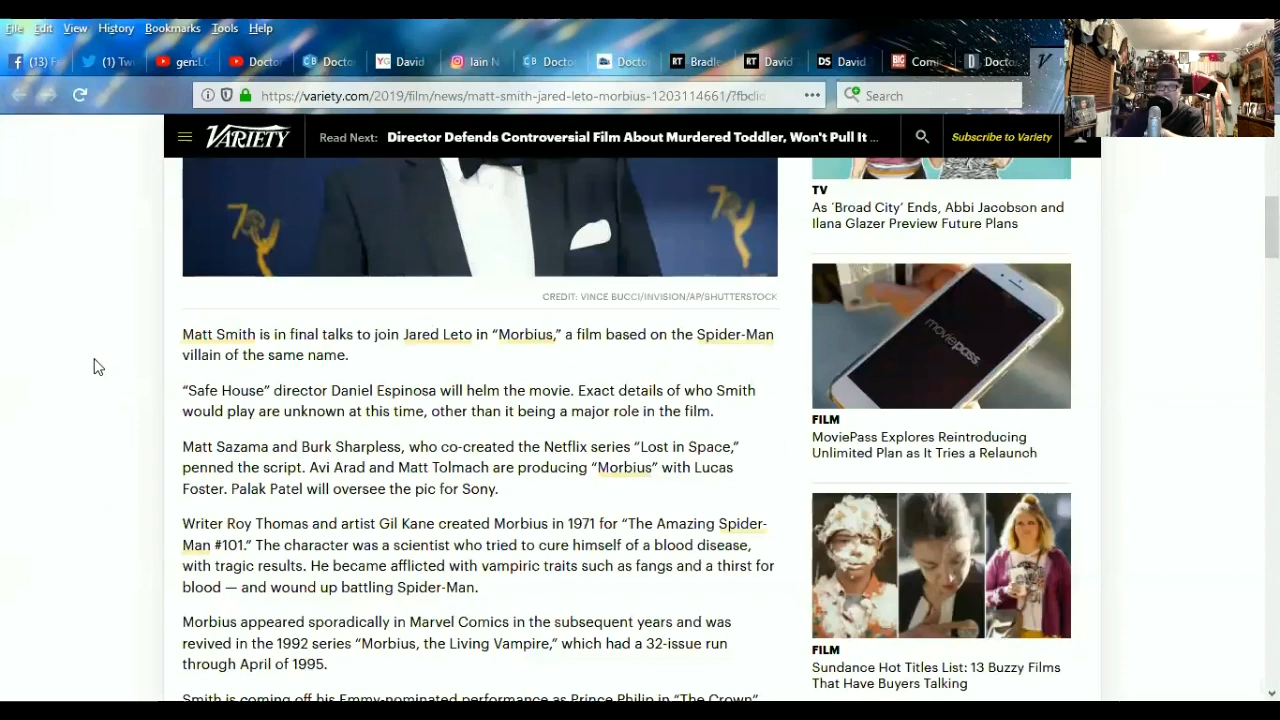 File Edit View History Bookmarks Tools Help
(13) F (1) Tw gen:LO Doctor Docto David Iain N Docto Docto Bradle David David Comi Docto
https://variety.com/2019/film/news/matt-smith-jared-leto-morbius-1203114661/?fbcli ••• Search
VARIETY Read Next: Director Defends Controversial Film About Murdered Toddler, Won't Pull It ... Subscribe to Variety
CREDIT: VINCE BUCCI/INVISION/AP/SHUTTERSTOCK
Matt Smith is in final talks to join Jared Leto in “Morbius,” a film based on the Spider-Man
villain of the same name.
“Safe House” director Daniel Espinosa will helm the movie. Exact details of who Smith
would play are unknown at this time, other than it being a major role in the film.
Matt Sazama and Burk Sharpless, who co-created the Netflix series “Lost in Space,”
penned the script. Avi Arad and Matt Tolmach are producing “Morbius” with Lucas
Foster. Palak Patel will oversee the pic for Sony.
Writer Roy Thomas and artist Gil Kane created Morbius in 1971 for “The Amazing Spider-
Man #101.” The character was a scientist who tried to cure himself of a blood disease,
with tragic results. He became afflicted with vampiric traits such as fangs and a thirst for
blood — and wound up battling Spider-Man.
Morbius appeared sporadically in Marvel Comics in the subsequent years and was
revived in the 1992 series “Morbius, the Living Vampire,” which had a 32-issue run
through April of 1995.
Smith is coming off his Emmy-nominated performance as Prince Philip in “The Crown”
TV
As ‘Broad City’ Ends, Abbi Jacobson and
Ilana Glazer Preview Future Plans
moviepass
FILM
MoviePass Explores Reintroducing
Unlimited Plan as It Tries a Relaunch
FILM
Sundance Hot Titles List: 13 Buzzy Films
That Have Buyers Talking